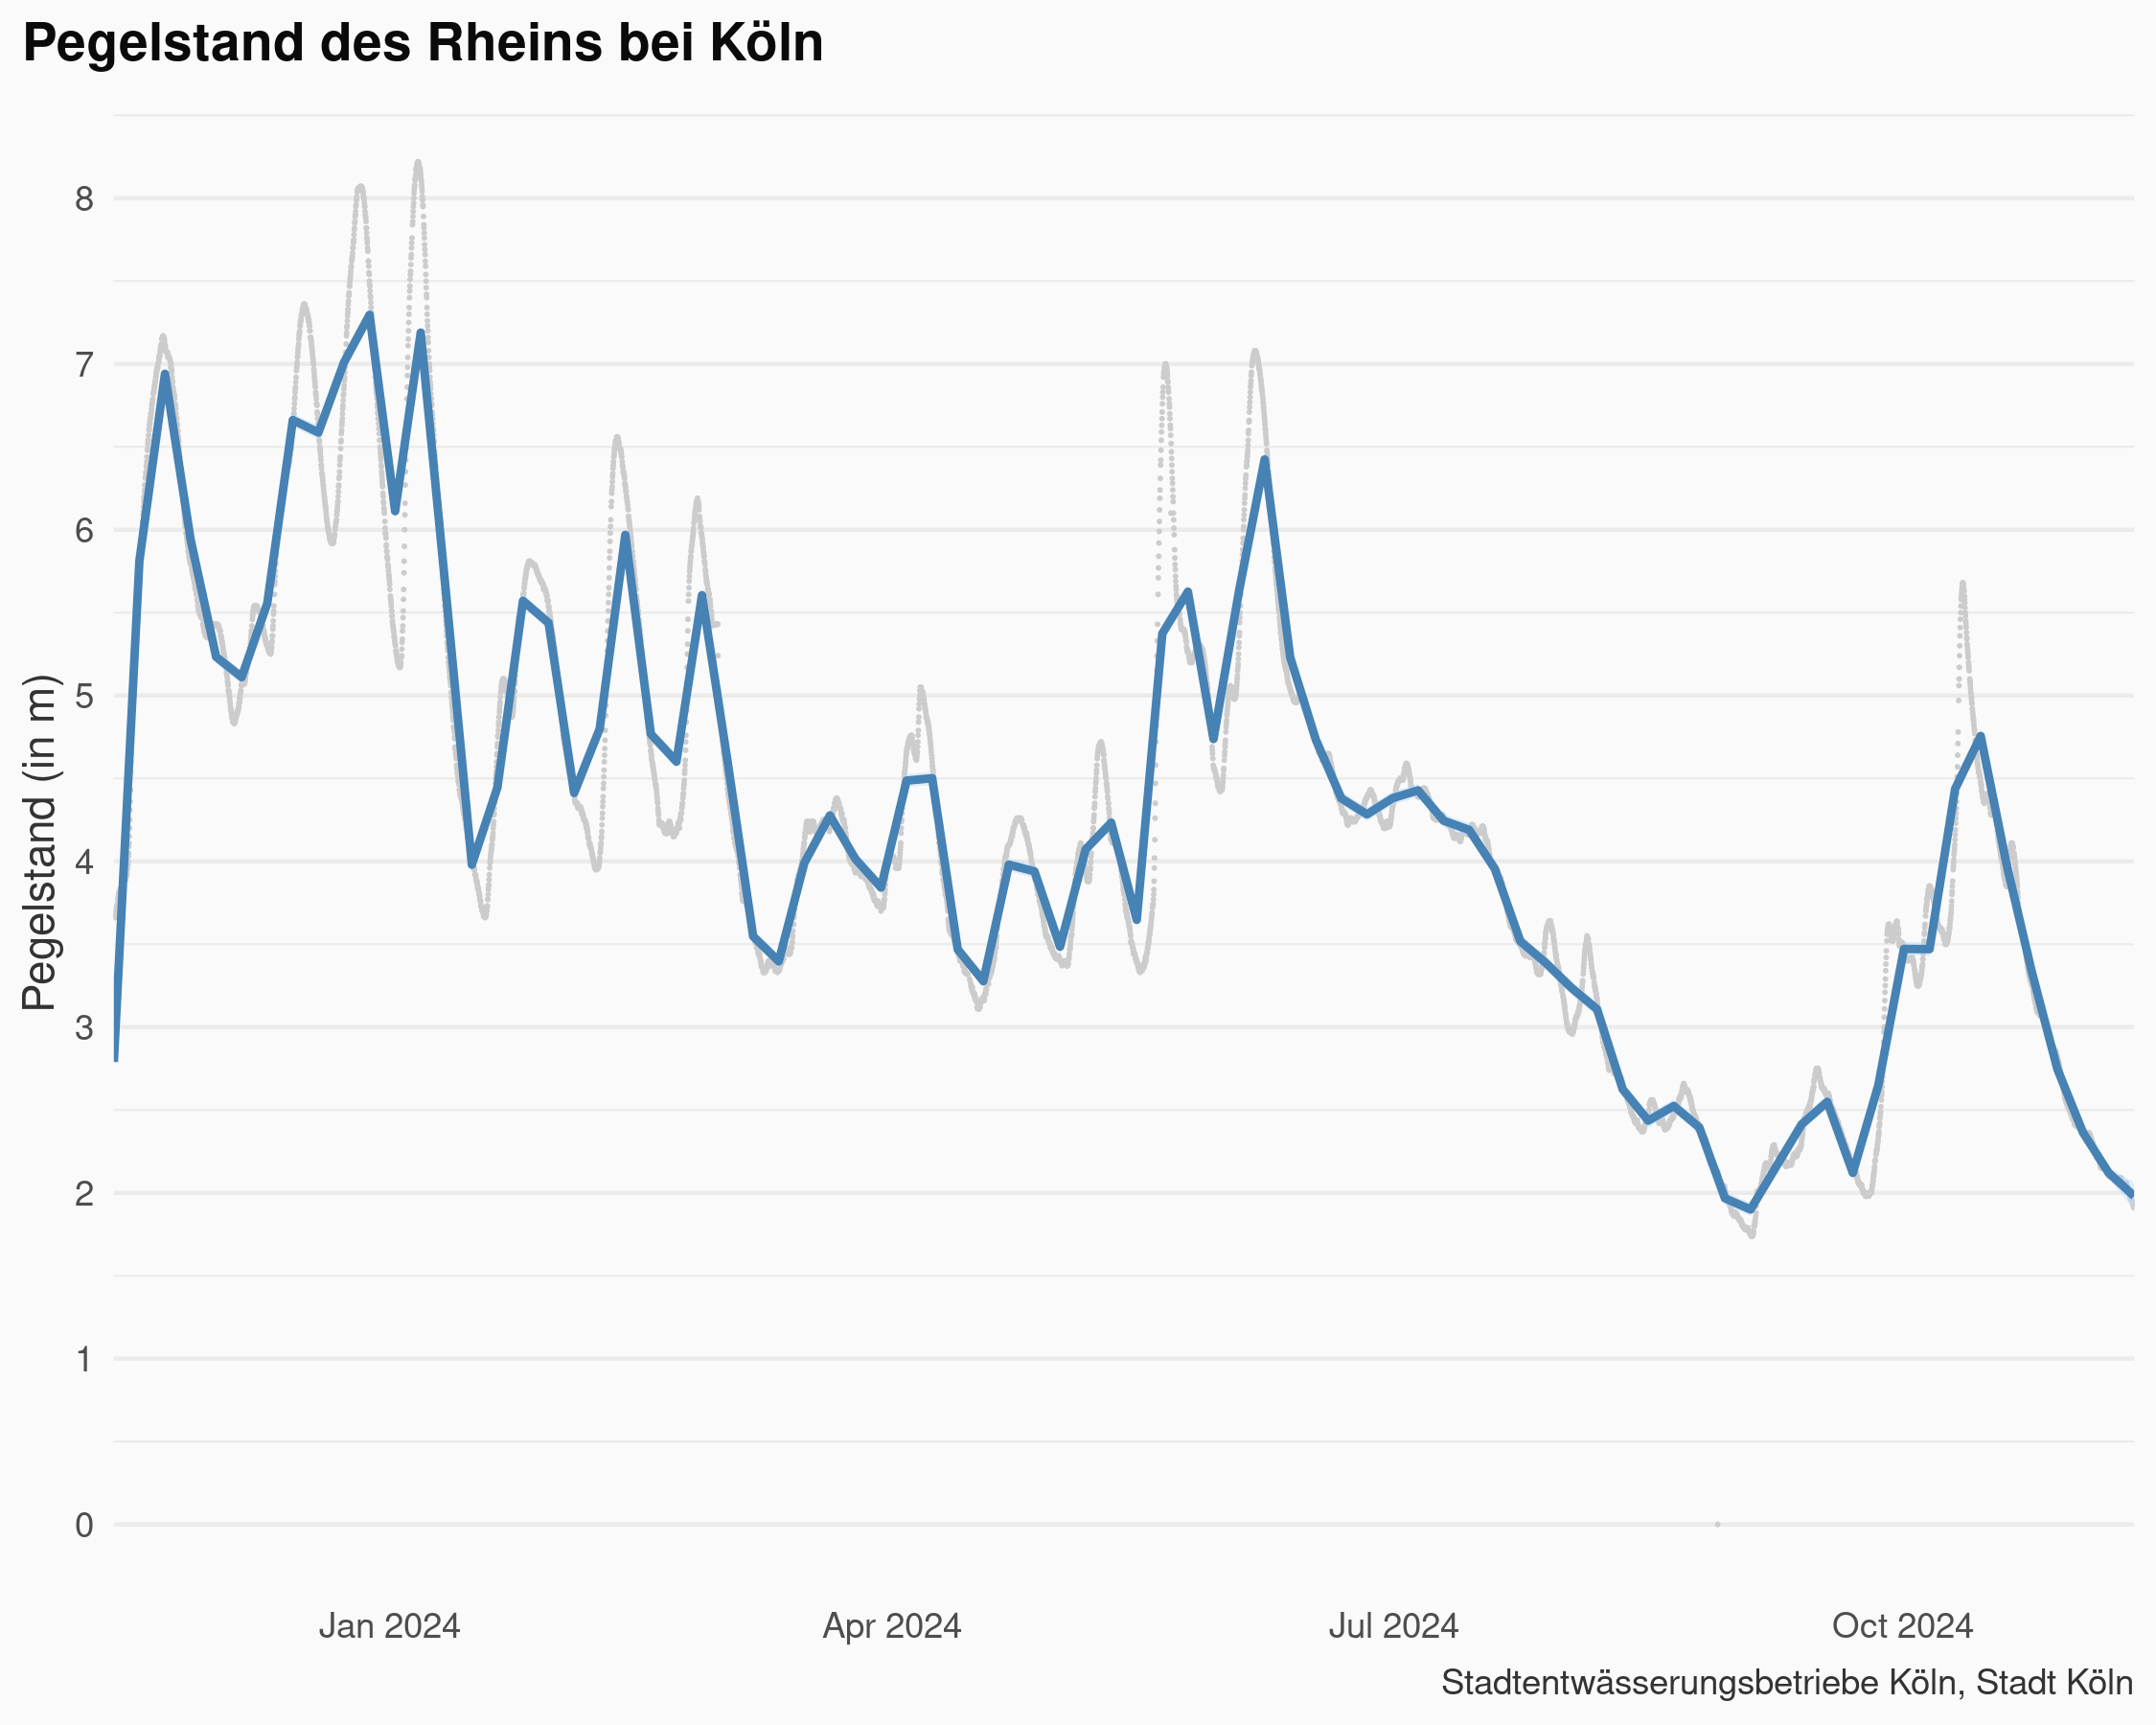 Pegelstand des Rheins bei Köln
Pegelstand (in m)
8
7
6
5
4
3
2
1
0
Jan 2024 Apr 2024 Jul 2024 Oct 2024
Stadtentwässerungsbetriebe Köln, Stadt Köln